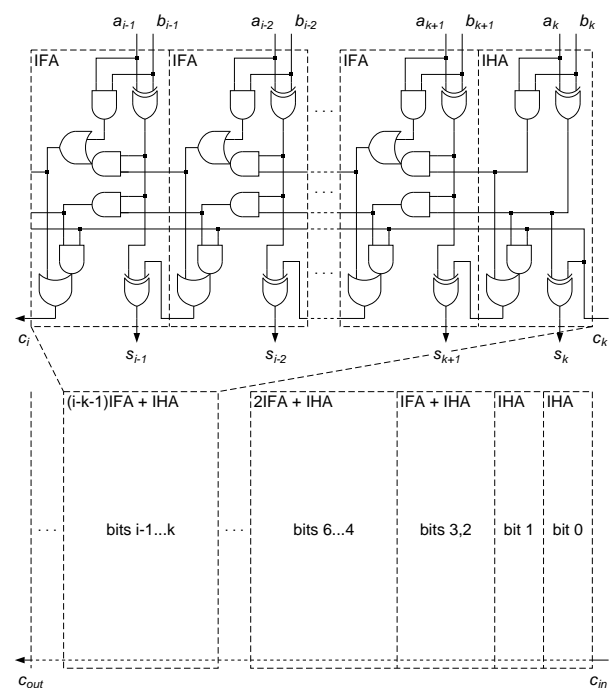 a_{i-1} b_{i-1} a_{i-2} b_{i-2} a_{k+1} b_{k+1} a_k b_k
IFA IFA IFA IHA
. . .
. . .
. . .
c_i c_k
s_{i-1} s_{i-2} s_{k+1} s_k
(i-k-1)IFA + IHA 2IFA + IHA IFA + IHA IHA IHA
. . . bits i-1...k . . . bits 6...4 bits 3,2 bit 1 bit 0
c_{out} c_{in}